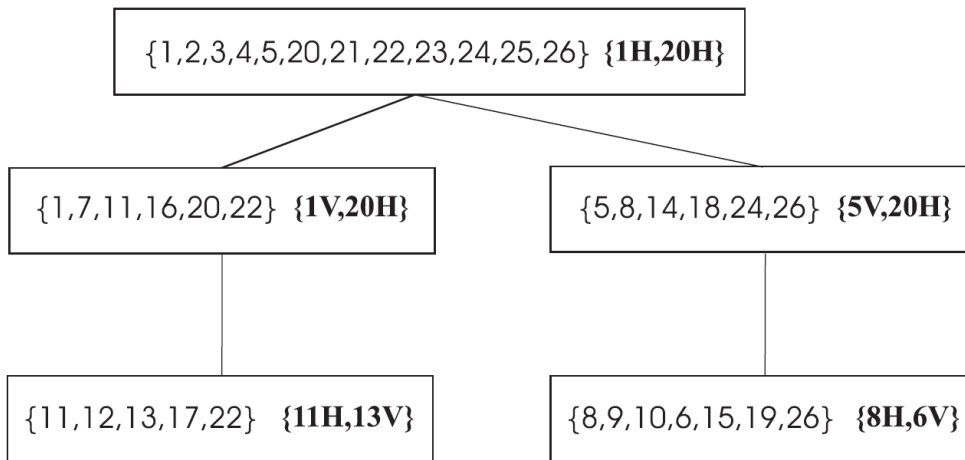 {1,2,3,4,5,20,21,22,23,24,25,26} {1H,20H}
{1,7,11,16,20,22} {1V,20H}
{5,8,14,18,24,26} {5V,20H}
{11,12,13,17,22} {11H,13V}
{8,9,10,6,15,19,26} {8H,6V}